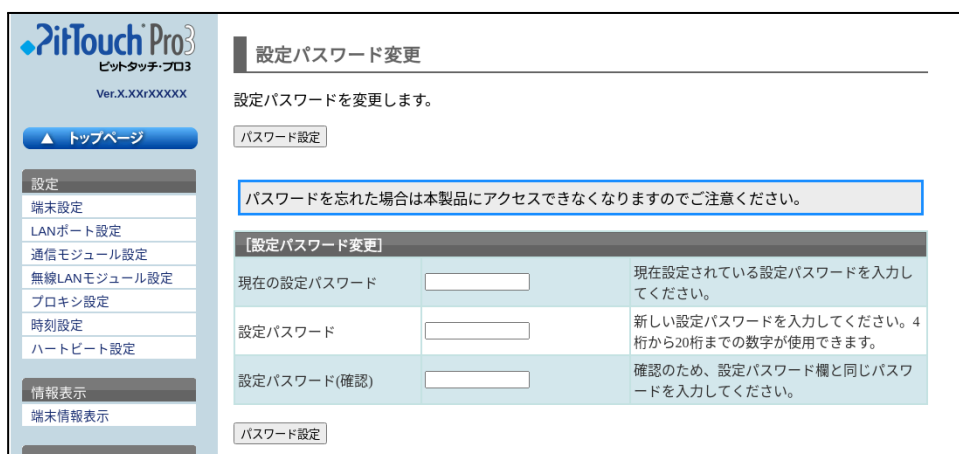 PitTouch Pro3
ピットタッチ・プロ3
Ver.X.XXrXXXXX
▲ トップページ
設定
端末設定
LANポート設定
通信モジュール設定
無線LANモジュール設定
プロキシ設定
時刻設定
ハートビート設定
情報表示
端末情報表示
設定パスワード変更
設定パスワードを変更します。
パスワード設定
パスワードを忘れた場合は本製品にアクセスできなくなりますのでご注意ください。
[設定パスワード変更]
現在の設定パスワード
現在設定されている設定パスワードを入力し
てください。
設定パスワード
新しい設定パスワードを入力してください。4
桁から20桁までの数字が使用できます。
設定パスワード(確認)
確認のため、設定パスワード欄と同じパスワ
ードを入力してください。
パスワード設定